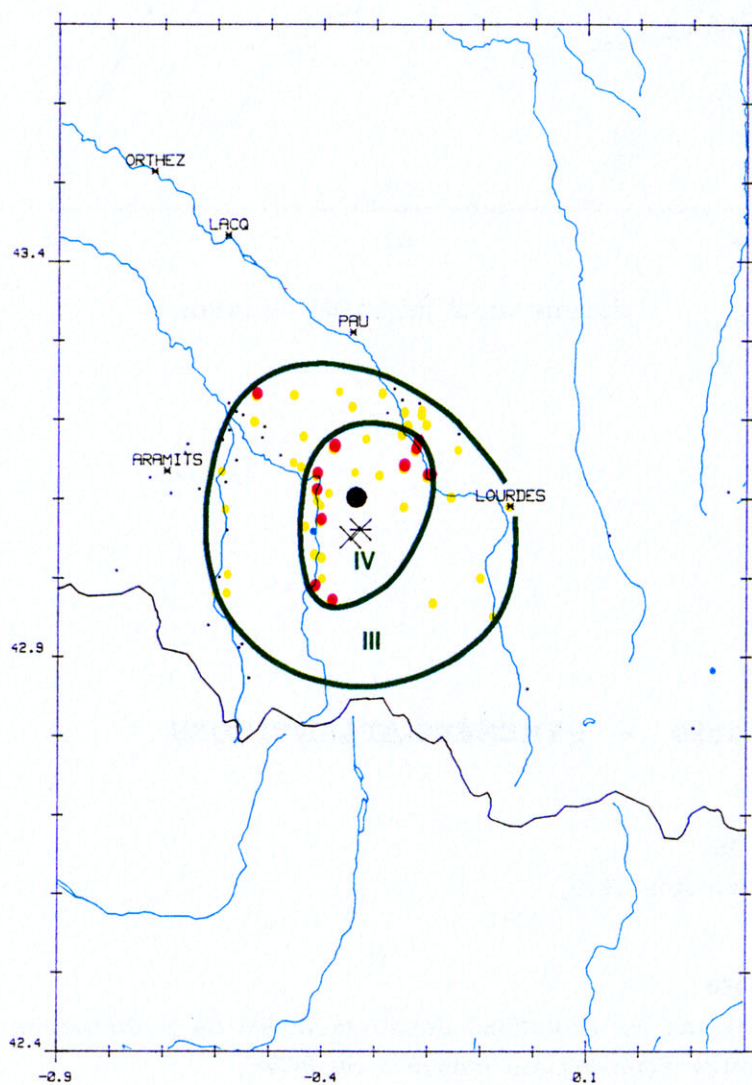 ORTHEZ
LACQ
43.4
PAU
ARAMITS
LOURDES
IV
III
42.9
42.4
-0.9
-0.4
0.1